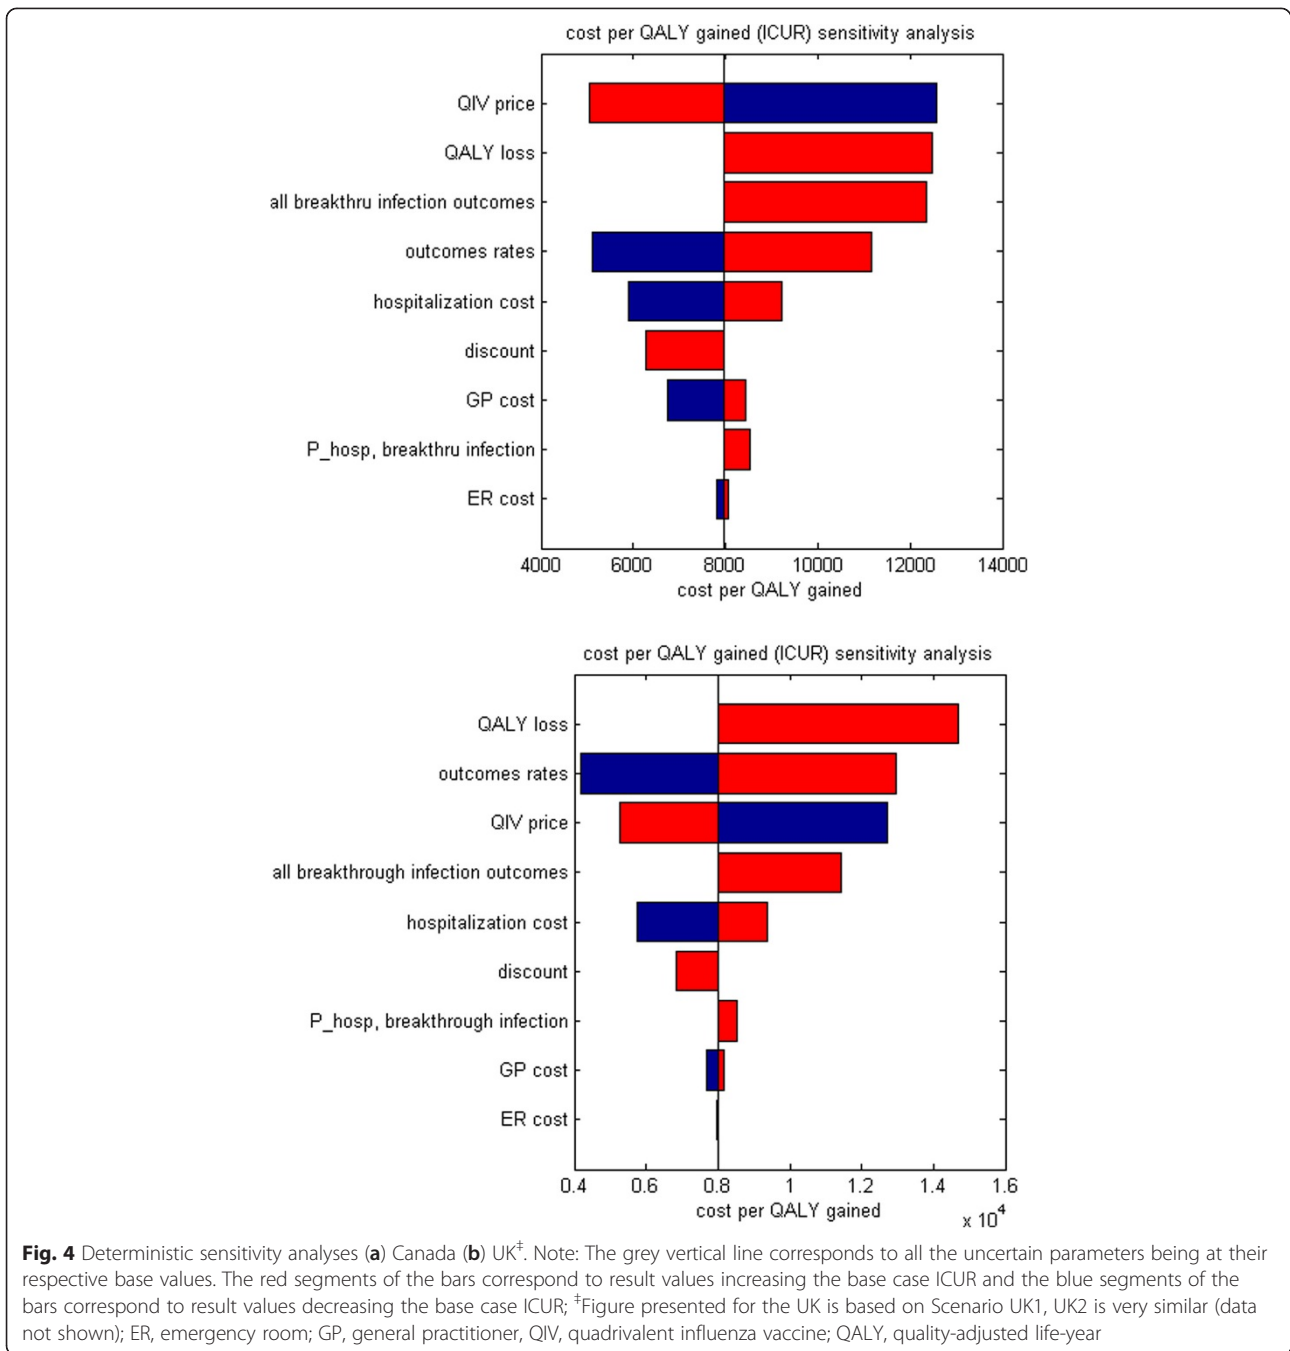 cost per QALY gained (ICUR) sensitivity analysis
QIV price
QALY loss
all breakthru infection outcomes
outcomes rates
hospitalization cost
discount
GP cost
P_hosp, breakthru infection
ER cost
4000 6000 8000 10000 12000 14000
cost per QALY gained
cost per QALY gained (ICUR) sensitivity analysis
QALY loss
outcomes rates
QIV price
all breakthrough infection outcomes
hospitalization cost
discount
P_hosp, breakthrough infection
GP cost
ER cost
0.4 0.6 0.8 1 1.2 1.4 1.6
cost per QALY gained
x 10⁴
Fig. 4 Deterministic sensitivity analyses (a) Canada (b) UK‡. Note: The grey vertical line corresponds to all the uncertain parameters being at their
respective base values. The red segments of the bars correspond to result values increasing the base case ICUR and the blue segments of the
bars correspond to result values decreasing the base case ICUR; ‡Figure presented for the UK is based on Scenario UK1, UK2 is very similar (data
not shown); ER, emergency room; GP, general practitioner, QIV, quadrivalent influenza vaccine; QALY, quality-adjusted life-year